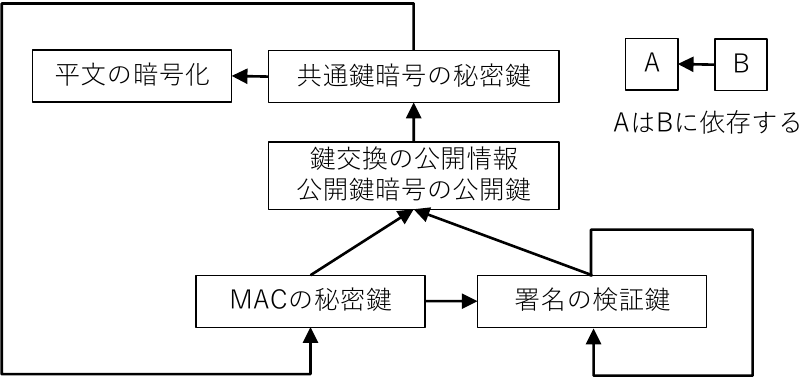 平文の暗号化
共通鍵暗号の秘密鍵
A
B
AはBに依存する
鍵交換の公開情報
公開鍵暗号の公開鍵
MACの秘密鍵
署名の検証鍵